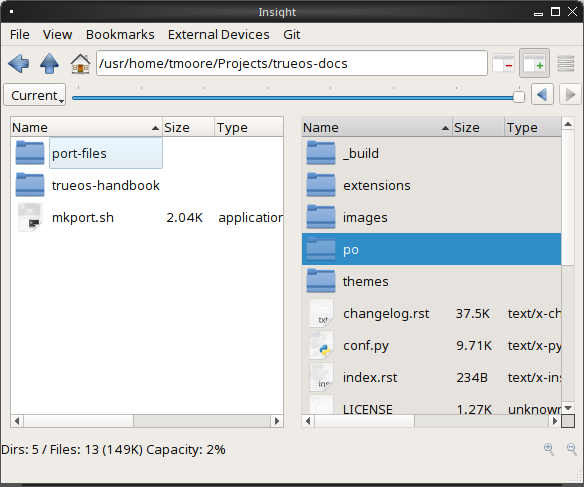 Insight
File View Bookmarks External Devices Git
/usr/home/tmoore/Projects/trueos-docs
Current
Name Size Type
port-files
trueos-handbook
mkport.sh 2.04K application
Name Size Type
_build
extensions
images
po
themes
changelog.rst 37.5K text/x-ch
conf.py 9.71K text/x-py
index.rst 234B text/x-ins
LICENSE 1.27K unknown
Dirs: 5 / Files: 13 (149K) Capacity: 2%